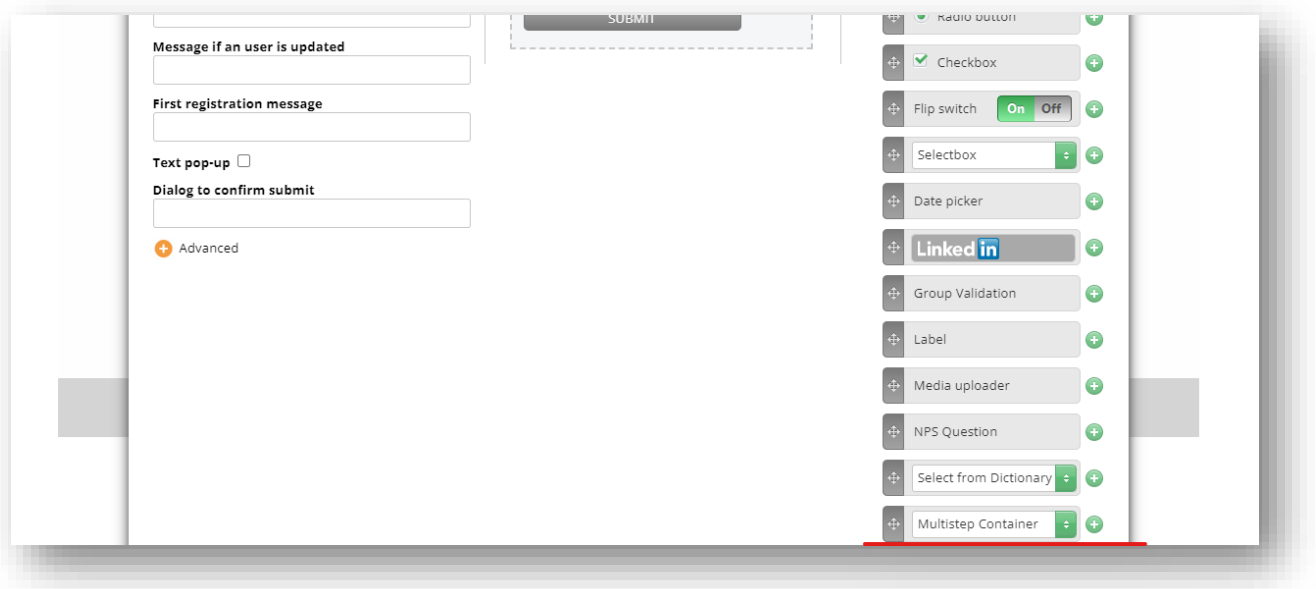 SUBMIT
Message if an user is updated
First registration message
Text pop-up
Dialog to confirm submit
Advanced
Radio button
Checkbox
Flip switch On Off
Selectbox
Date picker
Linked in
Group Validation
Label
Media uploader
NPS Question
Select from Dictionary
Multistep Container